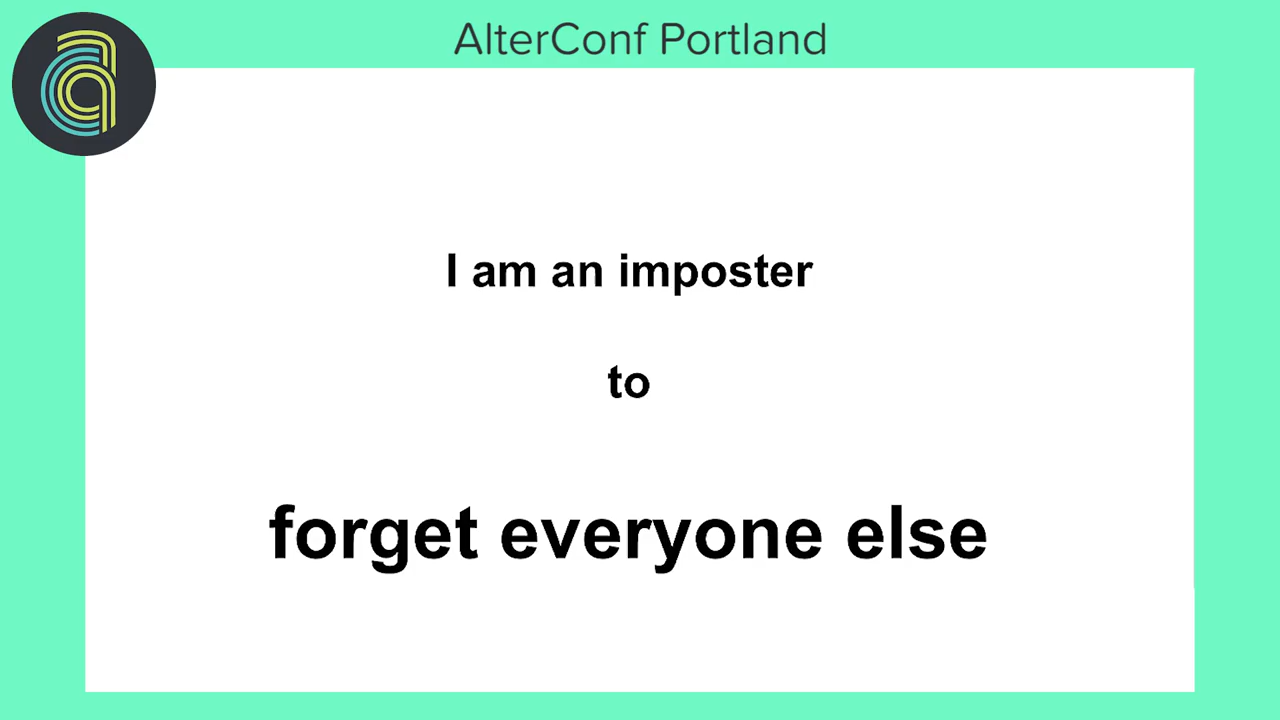 AlterConf Portland
I am an imposter
to
forget everyone else